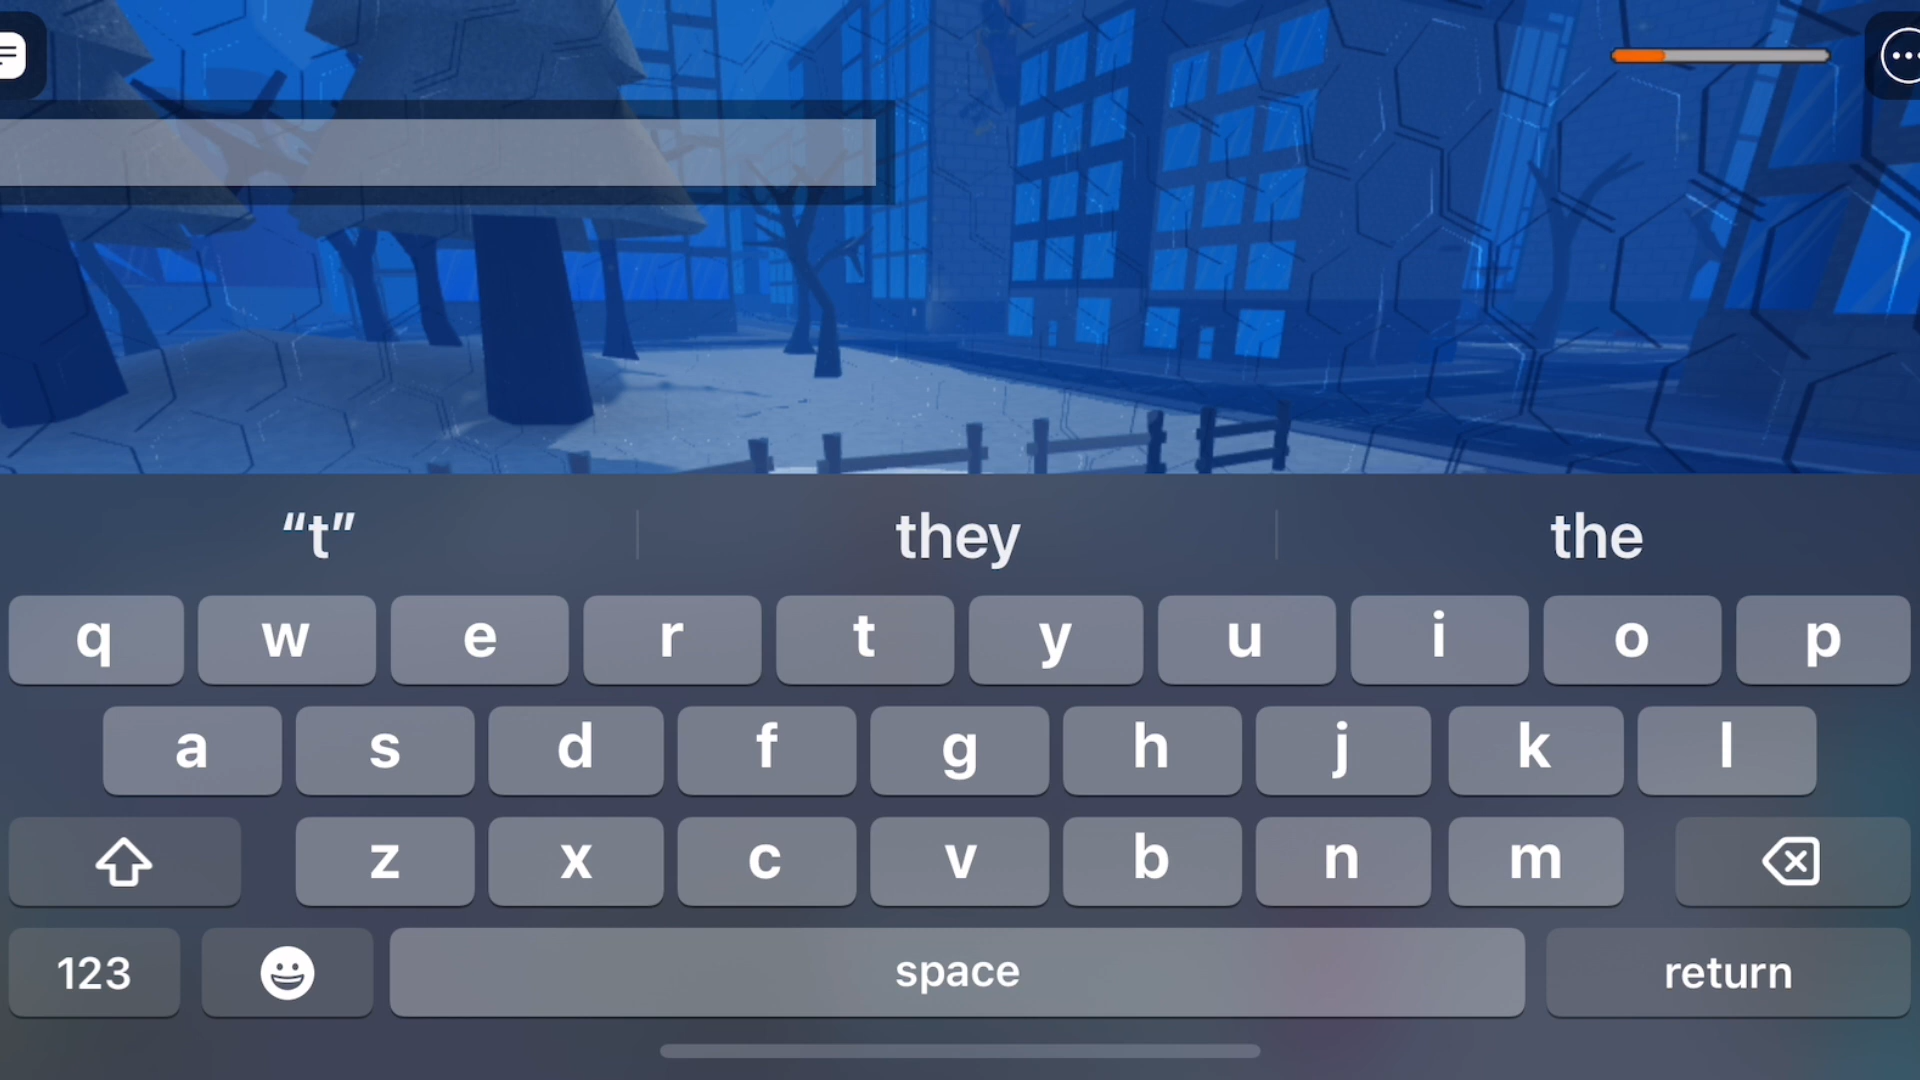 “t” they the
q w e r t y u i o p
a s d f g h j k l
z x c v b n m
123 space return